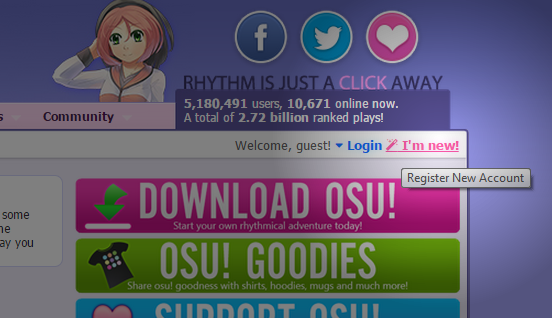 RHYTHM IS JUST A CLICK AWAY
5,180,491 users, 10,671 online now.
A total of 2.72 billion ranked plays!
s Community
Welcome, guest! Login I'm new!
Register New Account
some
ne
ay you
DOWNLOAD OSU!
Start your own rhythmical adventure today!
OSU! GOODIES
Share osu! goodness with shirts, hoodies, mugs and much more!
SUPPORT OSU!